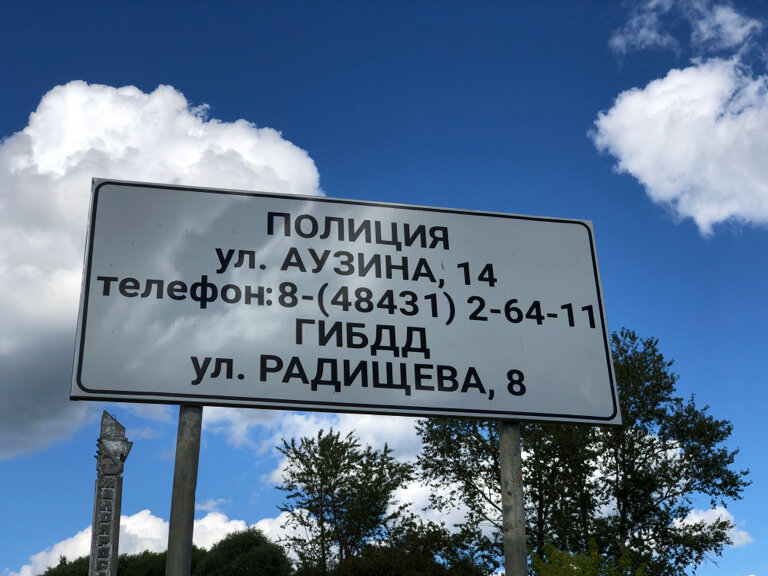 ПОЛИЦИЯ
ул. АУЗИНА, 14
телефон:8-(48431) 2-64-11
ГИБДД
ул. РАДИЩЕВА, 8